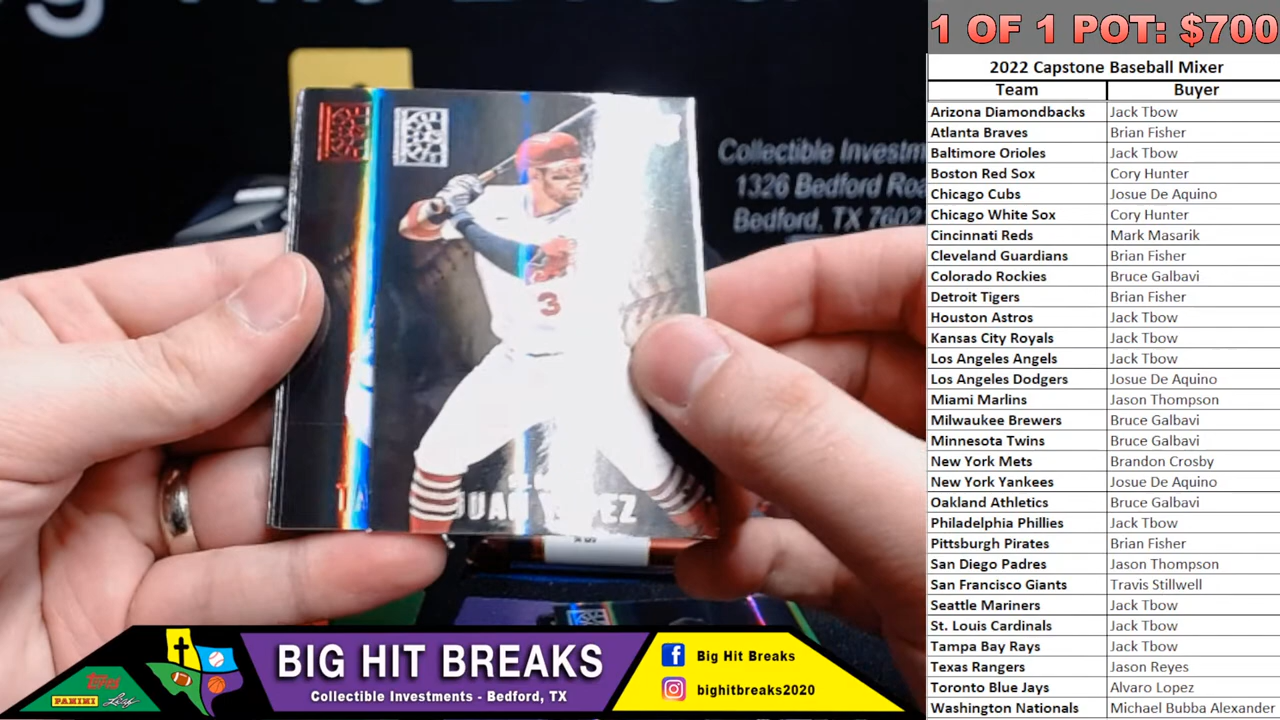 ig Hit Brea
1 OF 1 POT: $700
2022 Capstone Baseball Mixer
Team Buyer
Arizona Diamondbacks Jack Tbow
Atlanta Braves Brian Fisher
Baltimore Orioles Jack Tbow
Boston Red Sox Cory Hunter
Chicago Cubs Josue De Aquino
Chicago White Sox Cory Hunter
Cincinnati Reds Mark Masarik
Cleveland Guardians Brian Fisher
Colorado Rockies Bruce Galbavi
Detroit Tigers Brian Fisher
Houston Astros Jack Tbow
Kansas City Royals Jack Tbow
Los Angeles Angels Jack Tbow
Los Angeles Dodgers Josue De Aquino
Miami Marlins Jason Thompson
Milwaukee Brewers Bruce Galbavi
Minnesota Twins Bruce Galbavi
New York Mets Brandon Crosby
New York Yankees Josue De Aquino
Oakland Athletics Bruce Galbavi
Philadelphia Phillies Jack Tbow
Pittsburgh Pirates Brian Fisher
San Diego Padres Jason Thompson
San Francisco Giants Travis Stillwell
Seattle Mariners Jack Tbow
St. Louis Cardinals Jack Tbow
Tampa Bay Rays Jack Tbow
Texas Rangers Jason Reyes
Toronto Blue Jays Alvaro Lopez
Washington Nationals Michael Bubba Alexander
Collectible Investm
1326 Bedford Roa
Bedford, TX 7602
3
JUAN
Topps
PANINI
Leaf
BIG HIT BREAKS
Collectible Investments - Bedford, TX
Big Hit Breaks
bighitbreaks2020